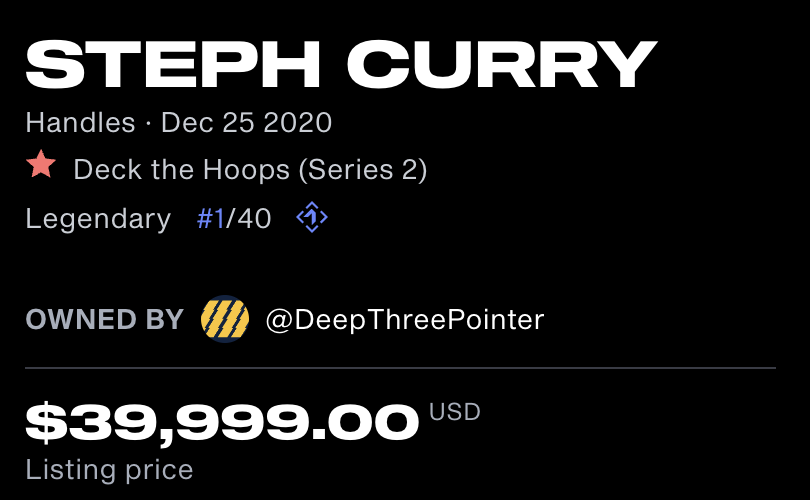 STEPH CURRY
Handles · Dec 25 2020
Deck the Hoops (Series 2)
Legendary #1/40
OWNED BY @DeepThreePointer
$39,999.00 USD
Listing price